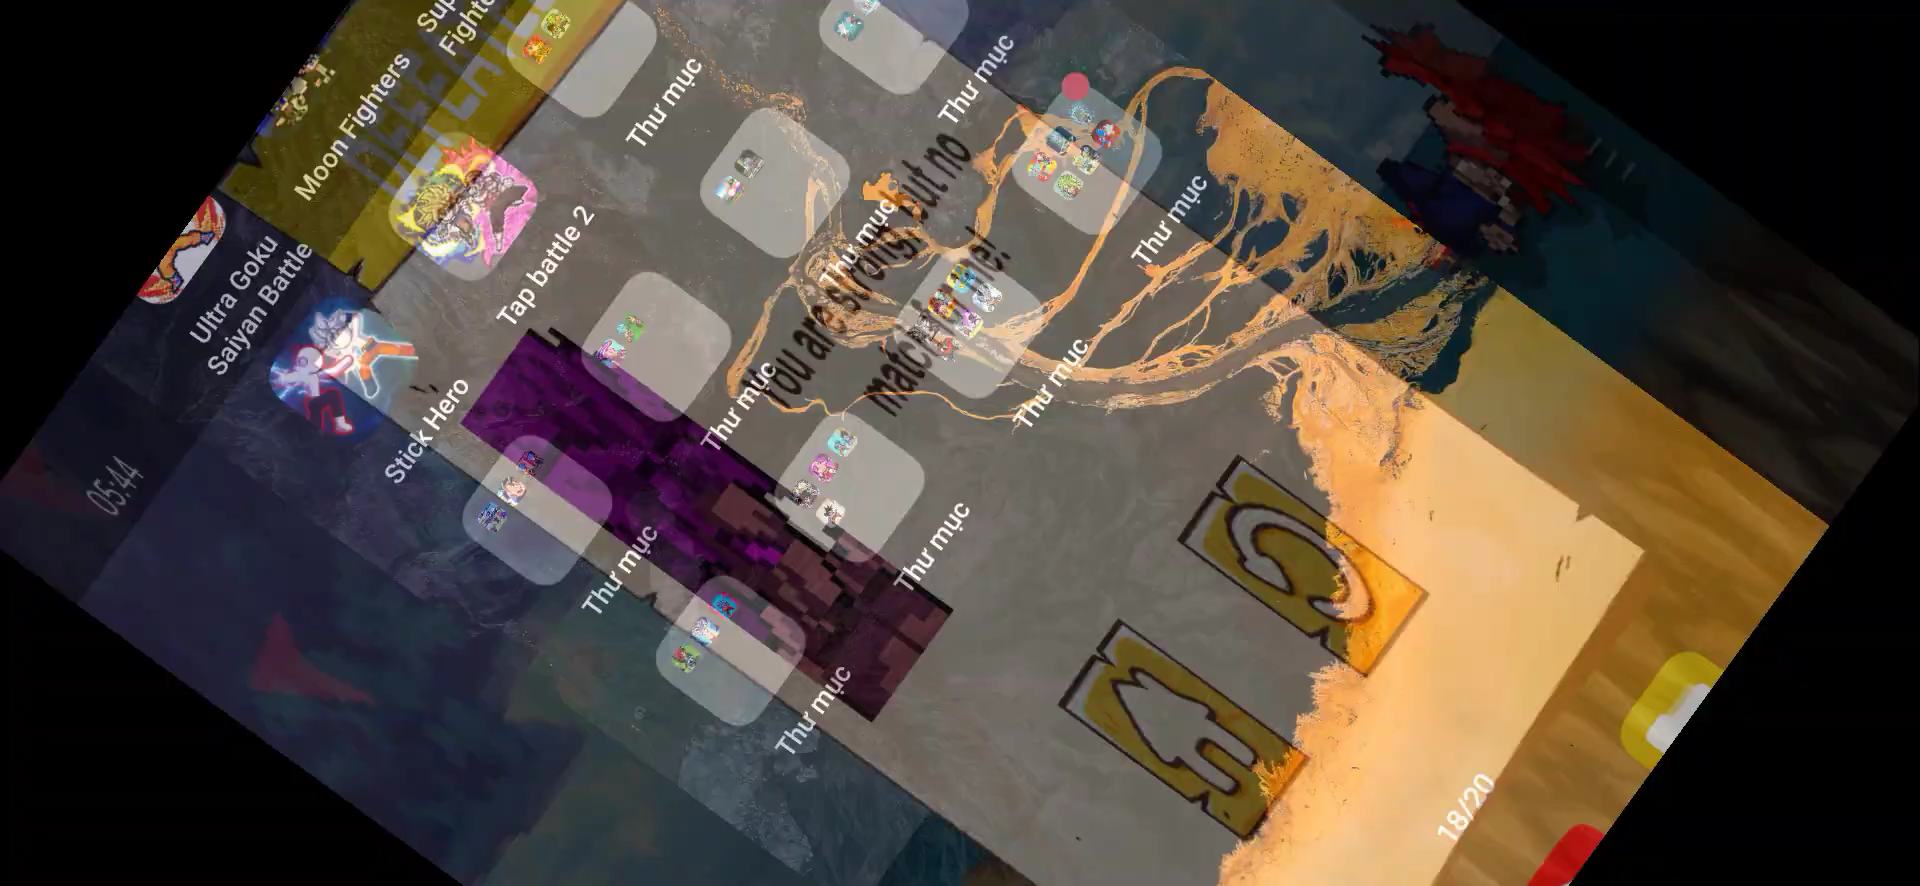 Moon Fighters
Ultra Goku
Saiyan Battle
Tap battle 2
Stick Hero
Thư mục
Thư mục
Thư mục
Thư mục
Thư mục
Thư mục
Thư mục
Thư mục
Thư mục
You are strong, but no
match for me!
05:44
18/20